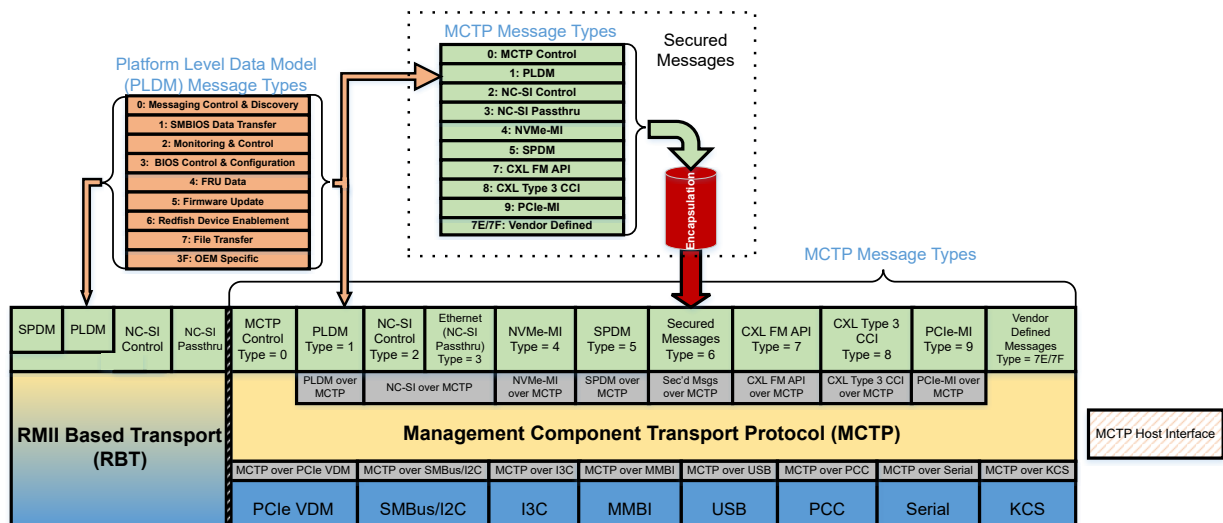 MCTP Message Types
Secured
Messages
0: MCTP Control
1: PLDM
2: NC-SI Control
3: NC-SI Passthru
4: NVMe-MI
5: SPDM
7: CXL FM API
8: CXL Type 3 CCI
9: PCIe-MI
7E/7F: Vendor Defined
Encapsulation
Platform Level Data Model
(PLDM) Message Types
0: Messaging Control & Discovery
1: SMBIOS Data Transfer
2: Monitoring & Control
3: BIOS Control & Configuration
4: FRU Data
5: Firmware Update
6: Redfish Device Enablement
7: File Transfer
3F: OEM Specific
MCTP Message Types
SPDM
PLDM
NC-SI
Control
NC-SI
Passthru
MCTP
Control
Type = 0
PLDM
Type = 1
NC-SI
Control
Type = 2
Ethernet
(NC-SI
Passthru)
Type = 3
NVMe-MI
Type = 4
SPDM
Type = 5
Secured
Messages
Type = 6
CXL FM API
Type = 7
CXL Type 3
CCI
Type = 8
PCIe-MI
Type = 9
Vendor
Defined
Messages
Type = 7E/7F
PLDM over
MCTP
NC-SI over MCTP
NVMe-MI
over MCTP
SPDM over
MCTP
Sec'd Msgs
over MCTP
CXL FM API
over MCTP
CXL Type 3 CCI
over MCTP
PCIe-MI over
MCTP
RMII Based Transport
(RBT)
Management Component Transport Protocol (MCTP)
MCTP Host Interface
MCTP over PCIe VDM
MCTP over SMBus/I2C
MCTP over I3C
MCTP over MMBI
MCTP over USB
MCTP over PCC
MCTP over Serial
MCTP over KCS
PCIe VDM
SMBus/I2C
I3C
MMBI
USB
PCC
Serial
KCS